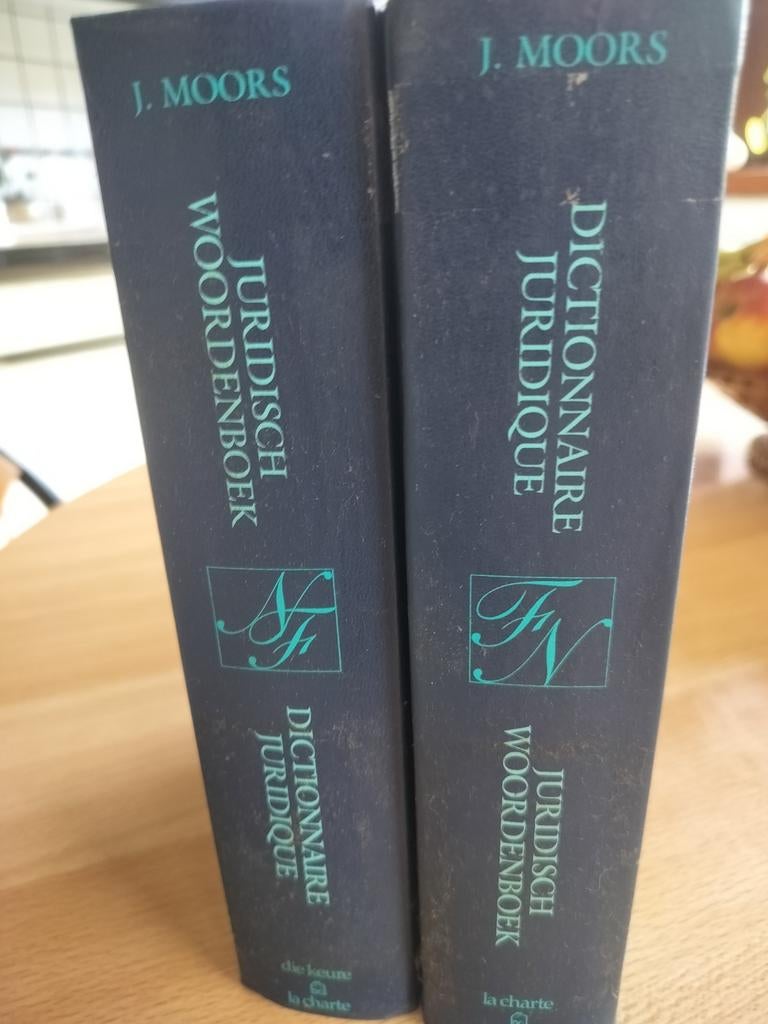 J. MOORS
JURIDISCH
WOORDENBOEK
NF
DICTIONNAIRE
JURIDIQUE
die keure
la charte
J. MOORS
DICTIONNAIRE
JURIDIQUE
FN
JURIDISCH
WOORDENBOEK
la charte